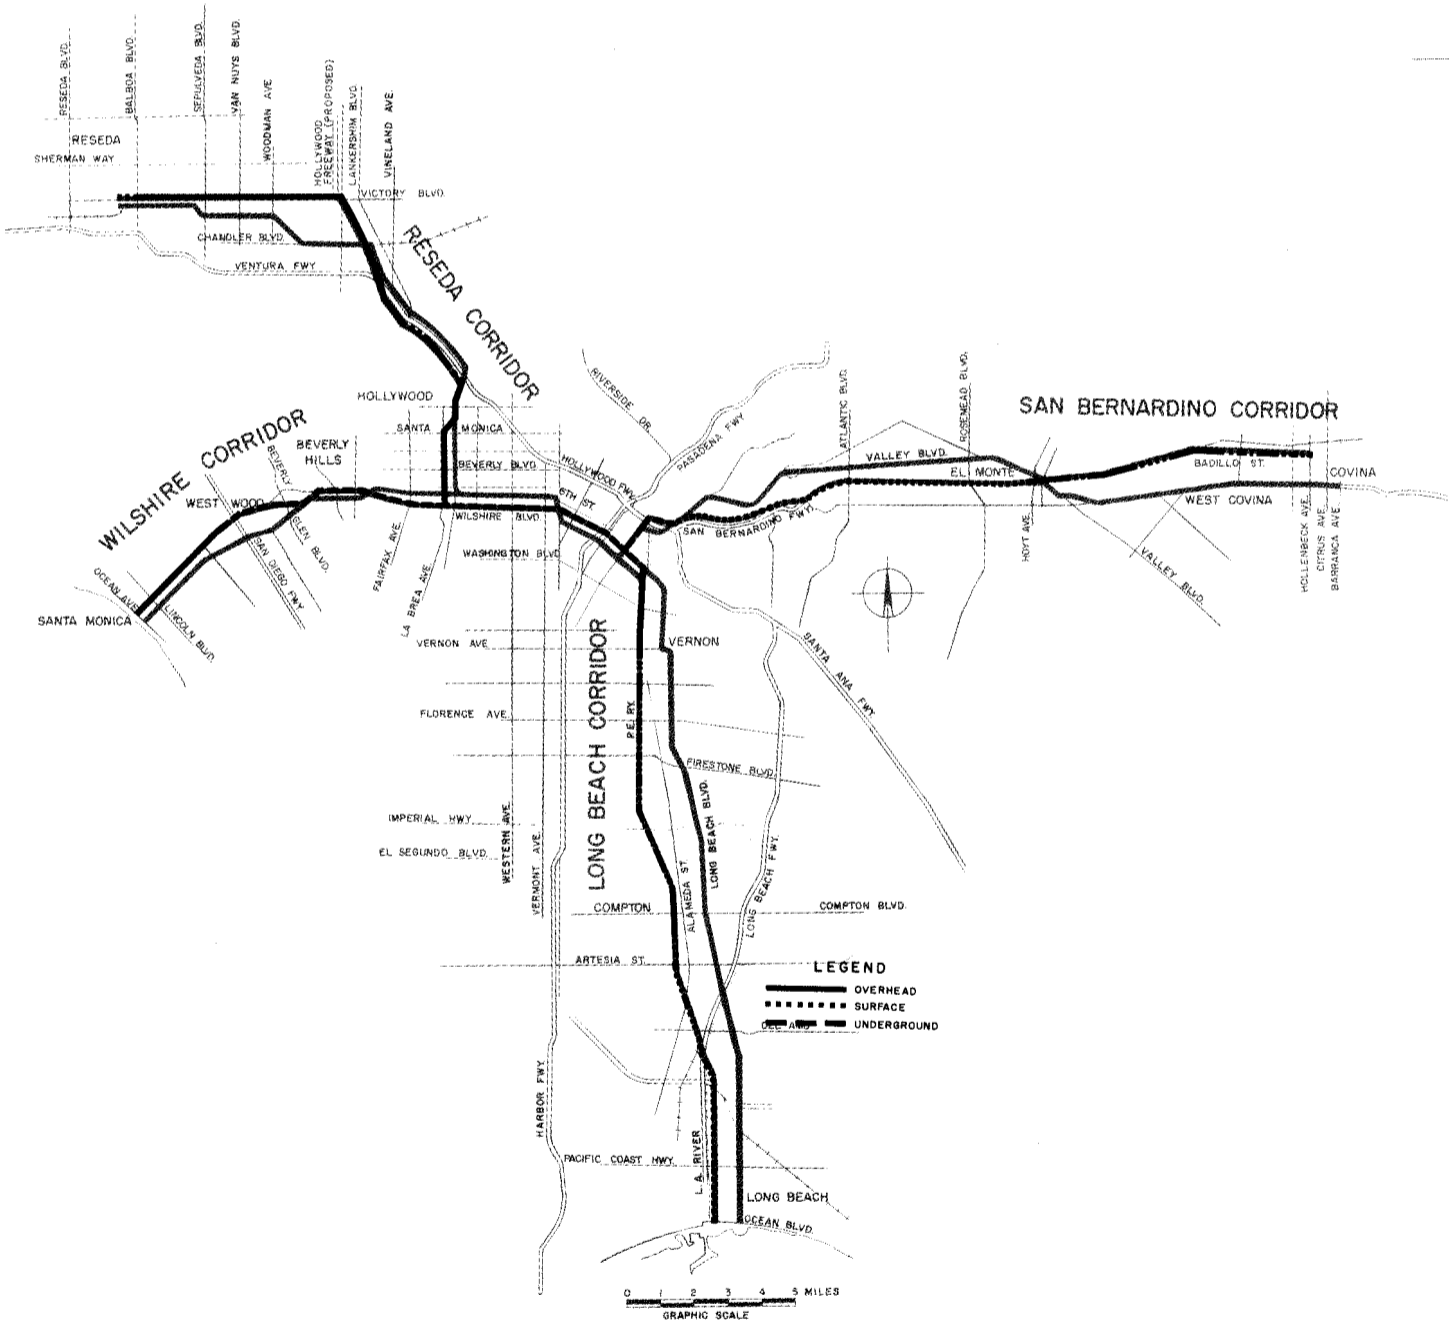 RESEDA BLVD.
BALBOA BLVD.
SEPULVEDA BLVD.
VAN NUYS BLVD.
WOODMAN AVE
HOLLYWOOD
FREEWAY (PROPOSED)
LANKERSHIM BLVD.
VINELAND AVE.
RESEDA
SHERMAN WAY
VICTORY BLVD.
CHANDLER BLVD.
VENTURA FWY
RESEDA CORRIDOR
HOLLYWOOD
SANTA MONICA
BEVERLY BLVD.
WILSHIRE CORRIDOR
BEVERLY
HILLS
BEVERLY
GLEN BLVD.
WEST WOOD
SAN DIEGO FWY
OCEAN AVE.
LINCOLN BLVD.
SANTA MONICA
FAIRFAX AVE.
LA BREA AVE.
WILSHIRE BLVD
6TH ST.
HOLLYWOOD FWY.
WASHINGTON BLVD.
RIVERSIDE DR.
PASADENA FWY
SAN BERNARDINO FWY.
ATLANTIC BLVD.
ROSEMEAD BLVD.
VALLEY BLVD.
EL MONTE
SAN BERNARDINO CORRIDOR
BADILLO ST.
COVINA
WEST COVINA
HOYT AVE.
VALLEY BLVD.
HOLLENBECK AVE.
CITRUS AVE.
BARRANCA AVE.
SANTA ANA FWY.
LONG BEACH CORRIDOR
VERNON AVE
VERNON
FLORENCE AVE.
P.E. RY.
FIRESTONE BLVD.
IMPERIAL HWY.
EL SEGUNDO BLVD.
WESTERN AVE.
VERMONT AVE.
LONG BEACH BLVD.
ALAMEDA ST.
LONG BEACH FWY.
COMPTON
COMPTON BLVD.
ARTESIA ST.
LEGEND
OVERHEAD
SURFACE
UNDERGROUND
DEL AMO
HARBOR FWY.
L.A. RIVER
PACIFIC COAST HWY.
LONG BEACH
OCEAN BLVD.
0 1 2 3 4 5 MILES
GRAPHIC SCALE